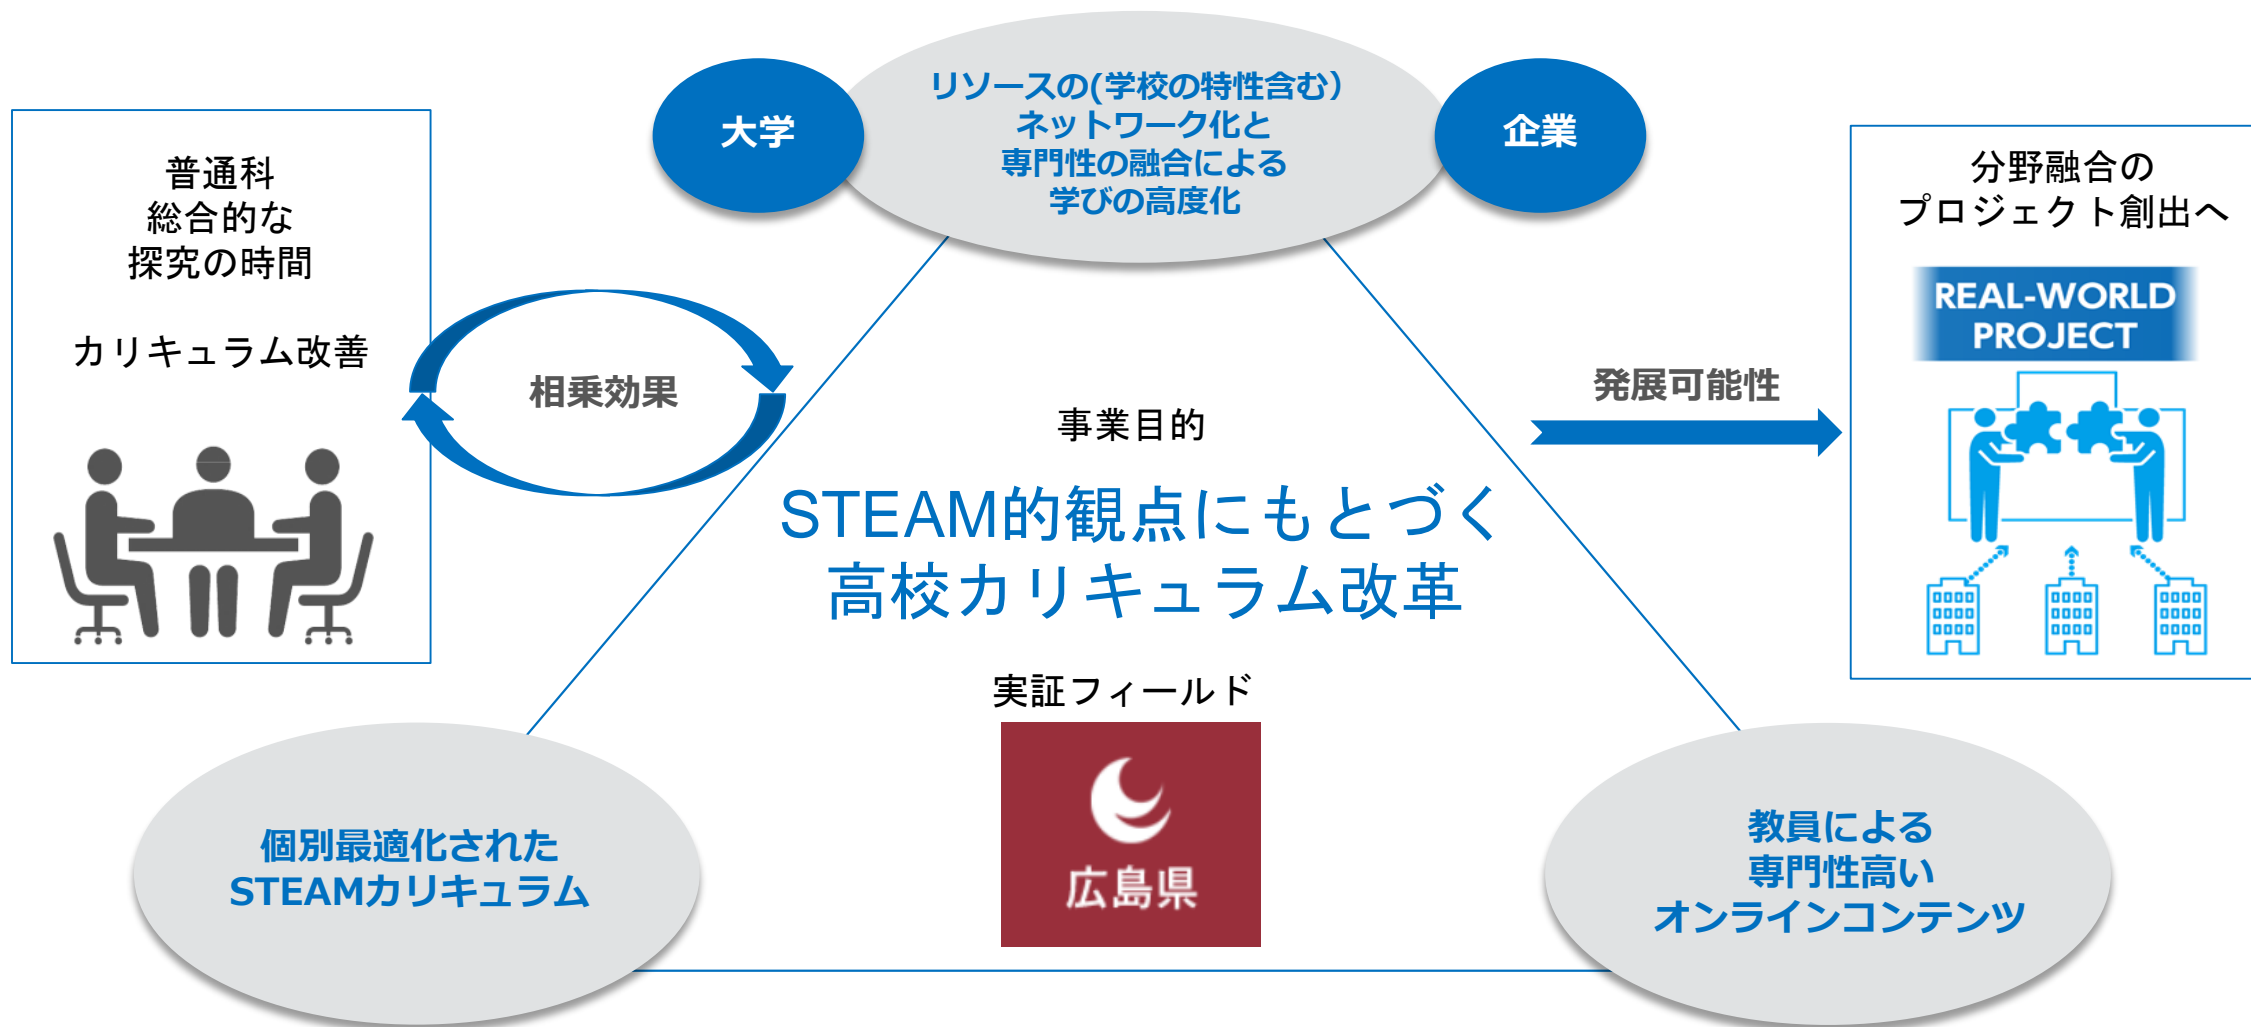 大学
リソースの(学校の特性含む）
ネットワーク化と
専門性の融合による
学びの高度化
企業
普通科
総合的な
探究の時間
カリキュラム改善
相乗効果
事業目的
STEAM的観点にもとづく
高校カリキュラム改革
実証フィールド
広島県
発展可能性
分野融合の
プロジェクト創出へ
REAL-WORLD
PROJECT
個別最適化された
STEAMカリキュラム
教員による
専門性高い
オンラインコンテンツ